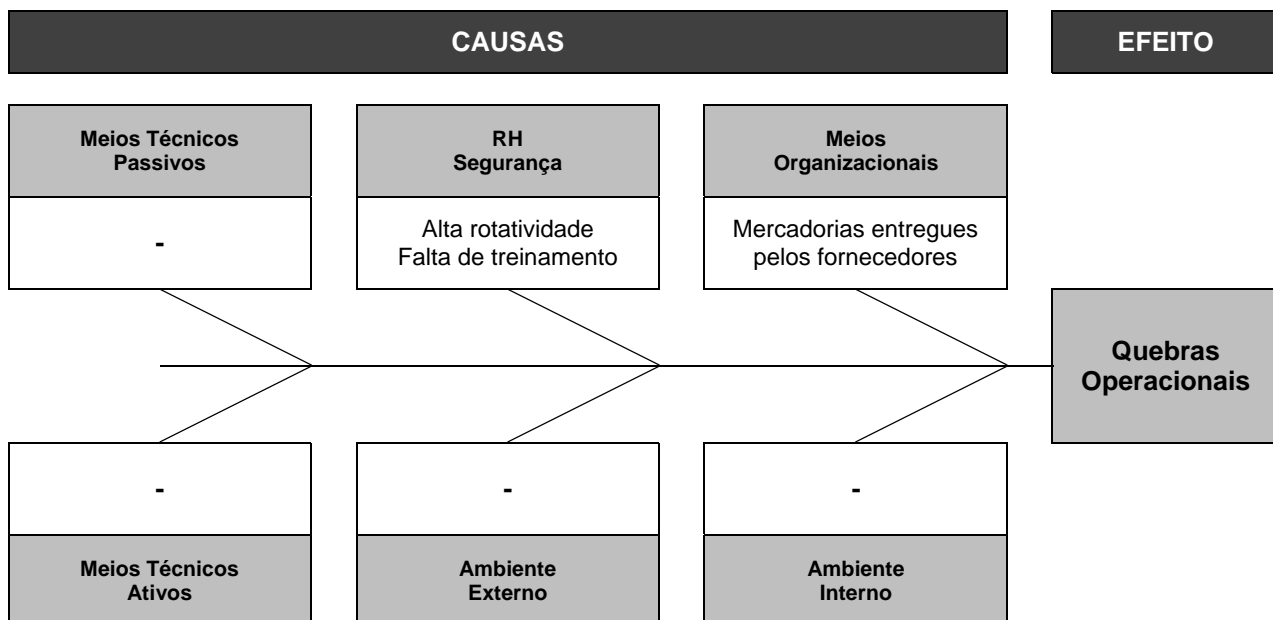 CAUSAS
EFEITO
Meios Técnicos
Passivos
RH
Segurança
Meios
Organizacionais
-
Alta rotatividade
Falta de treinamento
Mercadorias entregues
pelos fornecedores
Quebras
Operacionais
-
-
-
Meios Técnicos
Ativos
Ambiente
Externo
Ambiente
Interno